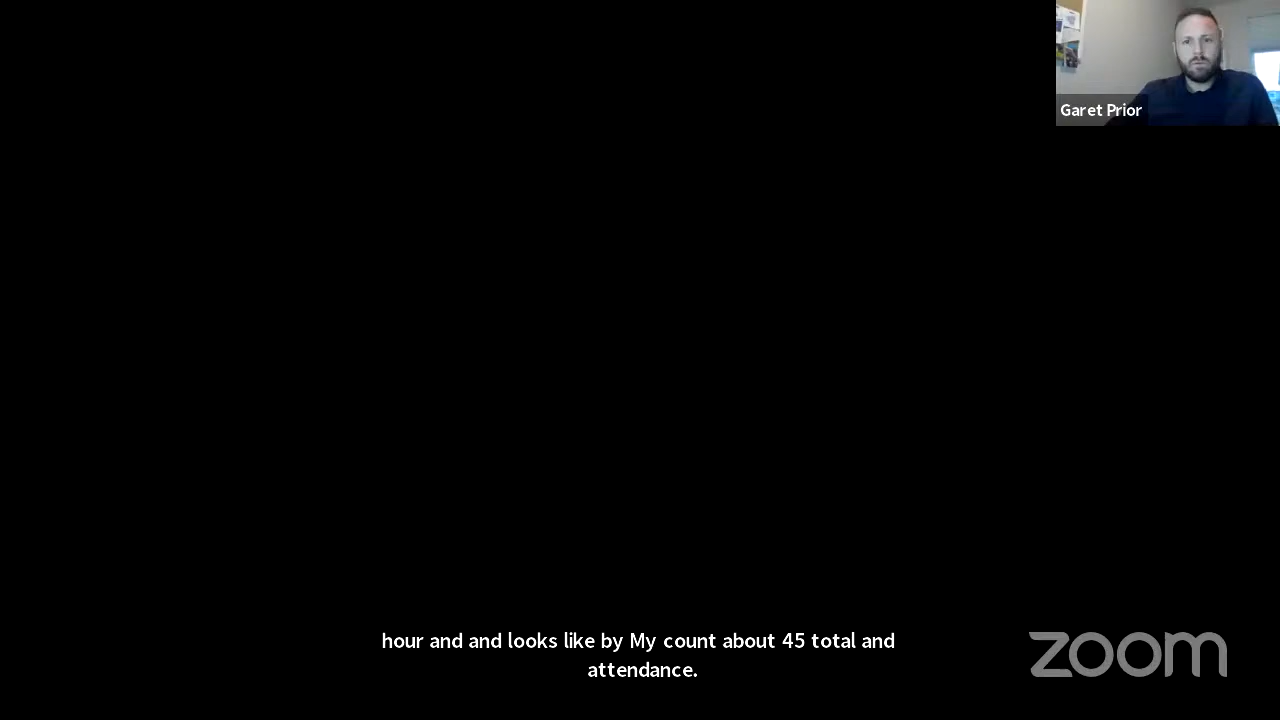 Garet Prior
hour and and looks like by My count about 45 total and
attendance.
zoom